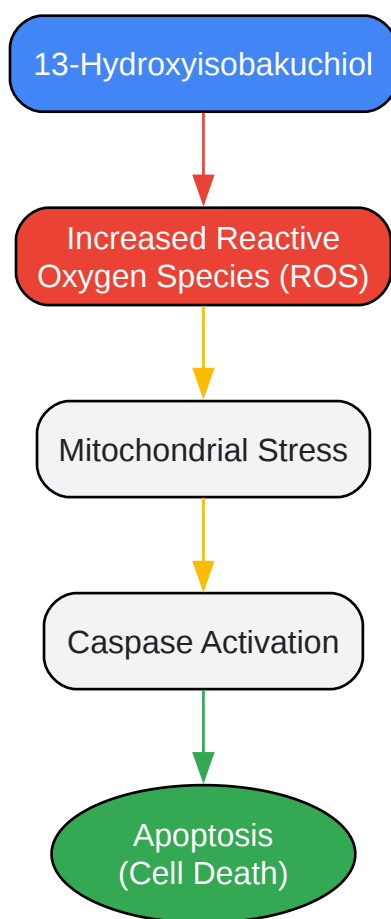 13-Hydroxyisobakuchiol
Increased Reactive
Oxygen Species (ROS)
Mitochondrial Stress
Caspase Activation
Apoptosis
(Cell Death)